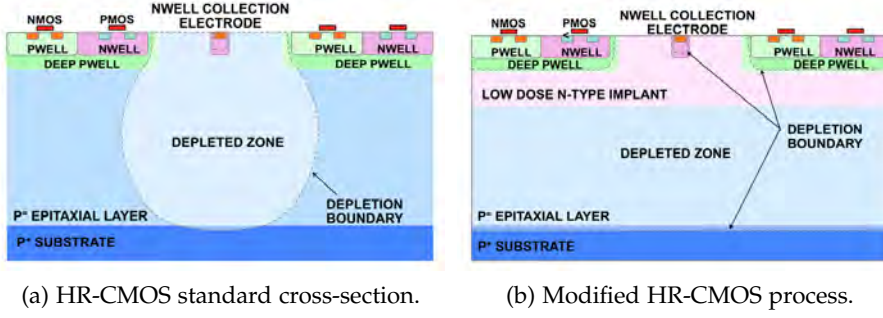 NWELL COLLECTION
ELECTRODE
NMOS
PMOS
PWELL
NWELL
PWELL
NWELL
DEEP PWELL
DEEP PWELL
DEPLETED ZONE
DEPLETION
BOUNDARY
P= EPITAXIAL LAYER
P+ SUBSTRATE
(a) HR-CMOS standard cross-section.
NWELL COLLECTION
ELECTRODE
NMOS
PMOS
PWELL
NWELL
PWELL
NWELL
DEEP PWELL
DEEP PWELL
LOW DOSE N-TYPE IMPLANT
DEPLETED ZONE
DEPLETION
BOUNDARY
P= EPITAXIAL LAYER
P+ SUBSTRATE
(b) Modified HR-CMOS process.